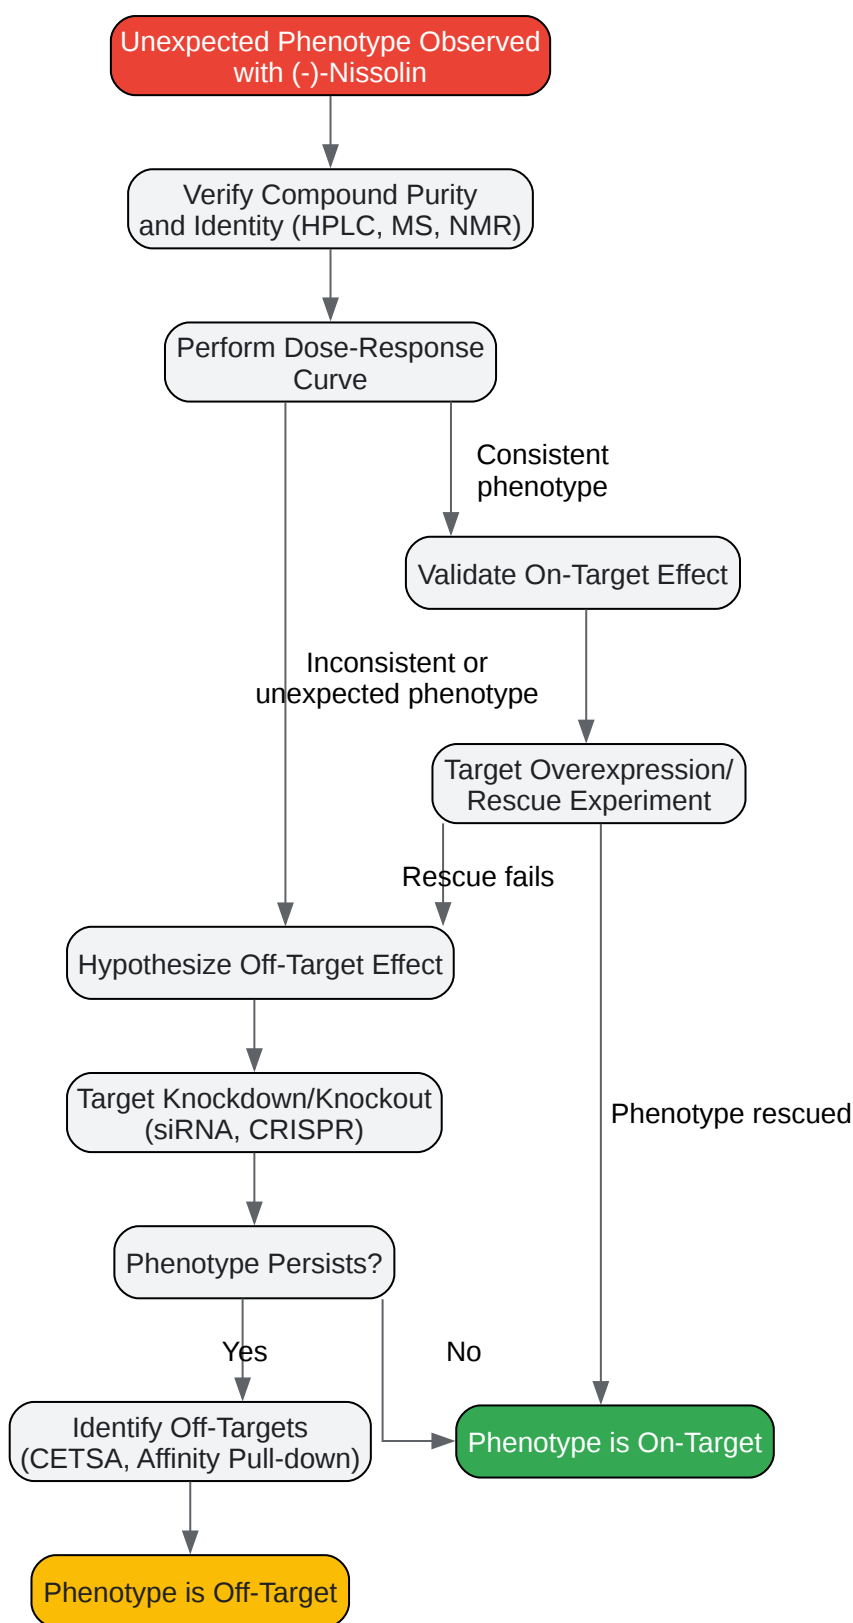 Unexpected Phenotype Observed
with (-)-Nissolin
Verify Compound Purity
and Identity (HPLC, MS, NMR)
Perform Dose-Response
Curve
Consistent
phenotype
Validate On-Target Effect
Inconsistent or
unexpected phenotype
Target Overexpression/
Rescue Experiment
Rescue fails
Hypothesize Off-Target Effect
Target Knockdown/Knockout
(siRNA, CRISPR)
Phenotype rescued
Phenotype Persists?
Yes
No
Identify Off-Targets
(CETSA, Affinity Pull-down)
Phenotype is On-Target
Phenotype is Off-Target